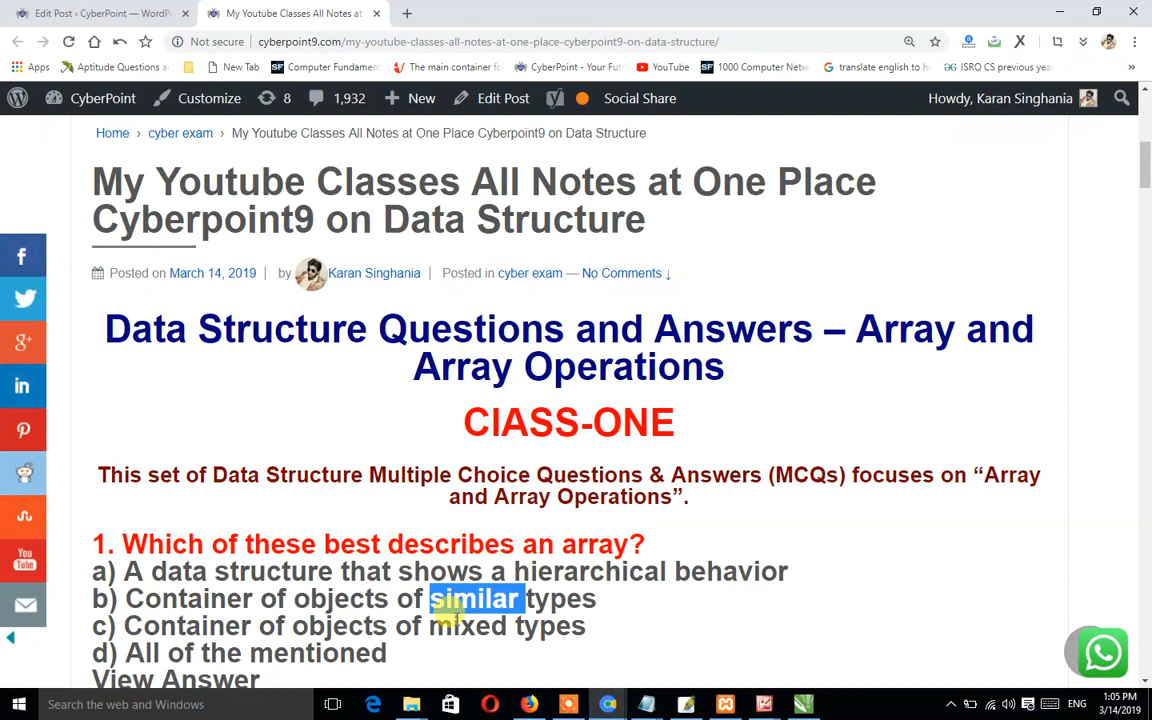 Edit Post ‹ CyberPoint — WordPr
My Youtube Classes All Notes at
Not secure
cyberpoint9.com/my-youtube-classes-all-notes-at-one-place-cyberpoint9-on-data-structure/
Apps
Aptitude Questions a
New Tab
Computer Fundament
The main container fo
CyberPoint - Your Fut
YouTube
1000 Computer Netw
translate english to hi
ISRO CS previous year
CyberPoint
Customize
8
1,932
New
Edit Post
Social Share
Howdy, Karan Singhania
Home › cyber exam › My Youtube Classes All Notes at One Place Cyberpoint9 on Data Structure
My Youtube Classes All Notes at One Place
Cyberpoint9 on Data Structure
Posted on March 14, 2019 | by Karan Singhania | Posted in cyber exam — No Comments ↓
Data Structure Questions and Answers – Array and
Array Operations
ClASS-ONE
This set of Data Structure Multiple Choice Questions & Answers (MCQs) focuses on “Array
and Array Operations”.
1. Which of these best describes an array?
a) A data structure that shows a hierarchical behavior
b) Container of objects of similar types
c) Container of objects of mixed types
d) All of the mentioned
View Answer
Search the web and Windows
ENG
1:05 PM
3/14/2019